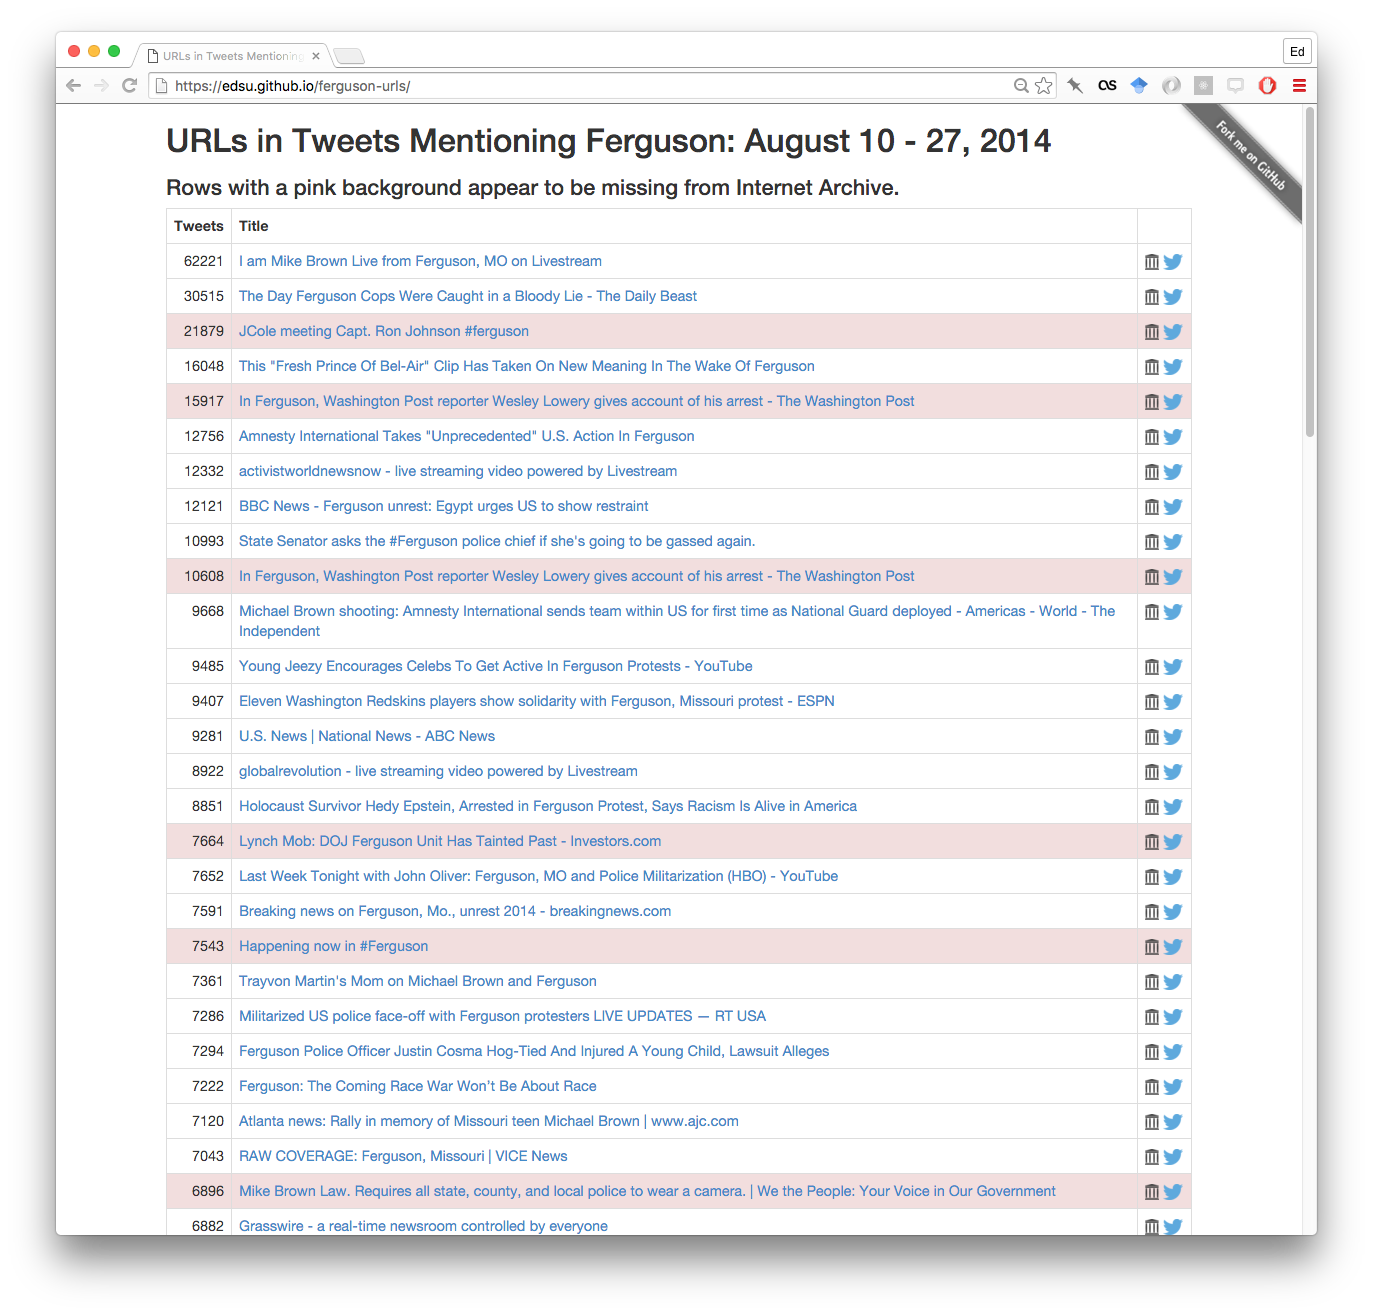 URLs in Tweets Mentioning
Ed
https://edsu.github.io/ferguson-urls/
Fork me on GitHub
URLs in Tweets Mentioning Ferguson: August 10 - 27, 2014
Rows with a pink background appear to be missing from Internet Archive.
Tweets Title
62221 I am Mike Brown Live from Ferguson, MO on Livestream
30515 The Day Ferguson Cops Were Caught in a Bloody Lie - The Daily Beast
21879 JCole meeting Capt. Ron Johnson #ferguson
16048 This "Fresh Prince Of Bel-Air" Clip Has Taken On New Meaning In The Wake Of Ferguson
15917 In Ferguson, Washington Post reporter Wesley Lowery gives account of his arrest - The Washington Post
12756 Amnesty International Takes "Unprecedented" U.S. Action In Ferguson
12332 activistworldnewsnow - live streaming video powered by Livestream
12121 BBC News - Ferguson unrest: Egypt urges US to show restraint
10993 State Senator asks the #Ferguson police chief if she's going to be gassed again.
10608 In Ferguson, Washington Post reporter Wesley Lowery gives account of his arrest - The Washington Post
9668 Michael Brown shooting: Amnesty International sends team within US for first time as National Guard deployed - Americas - World - The
Independent
9485 Young Jeezy Encourages Celebs To Get Active In Ferguson Protests - YouTube
9407 Eleven Washington Redskins players show solidarity with Ferguson, Missouri protest - ESPN
9281 U.S. News | National News - ABC News
8922 globalrevolution - live streaming video powered by Livestream
8851 Holocaust Survivor Hedy Epstein, Arrested in Ferguson Protest, Says Racism Is Alive in America
7664 Lynch Mob: DOJ Ferguson Unit Has Tainted Past - Investors.com
7652 Last Week Tonight with John Oliver: Ferguson, MO and Police Militarization (HBO) - YouTube
7591 Breaking news on Ferguson, Mo., unrest 2014 - breakingnews.com
7543 Happening now in #Ferguson
7361 Trayvon Martin's Mom on Michael Brown and Ferguson
7286 Militarized US police face-off with Ferguson protesters LIVE UPDATES — RT USA
7294 Ferguson Police Officer Justin Cosma Hog-Tied And Injured A Young Child, Lawsuit Alleges
7222 Ferguson: The Coming Race War Won't Be About Race
7120 Atlanta news: Rally in memory of Missouri teen Michael Brown | www.ajc.com
7043 RAW COVERAGE: Ferguson, Missouri | VICE News
6896 Mike Brown Law. Requires all state, county, and local police to wear a camera. | We the People: Your Voice in Our Government
6882 Grasswire - a real-time newsroom controlled by everyone